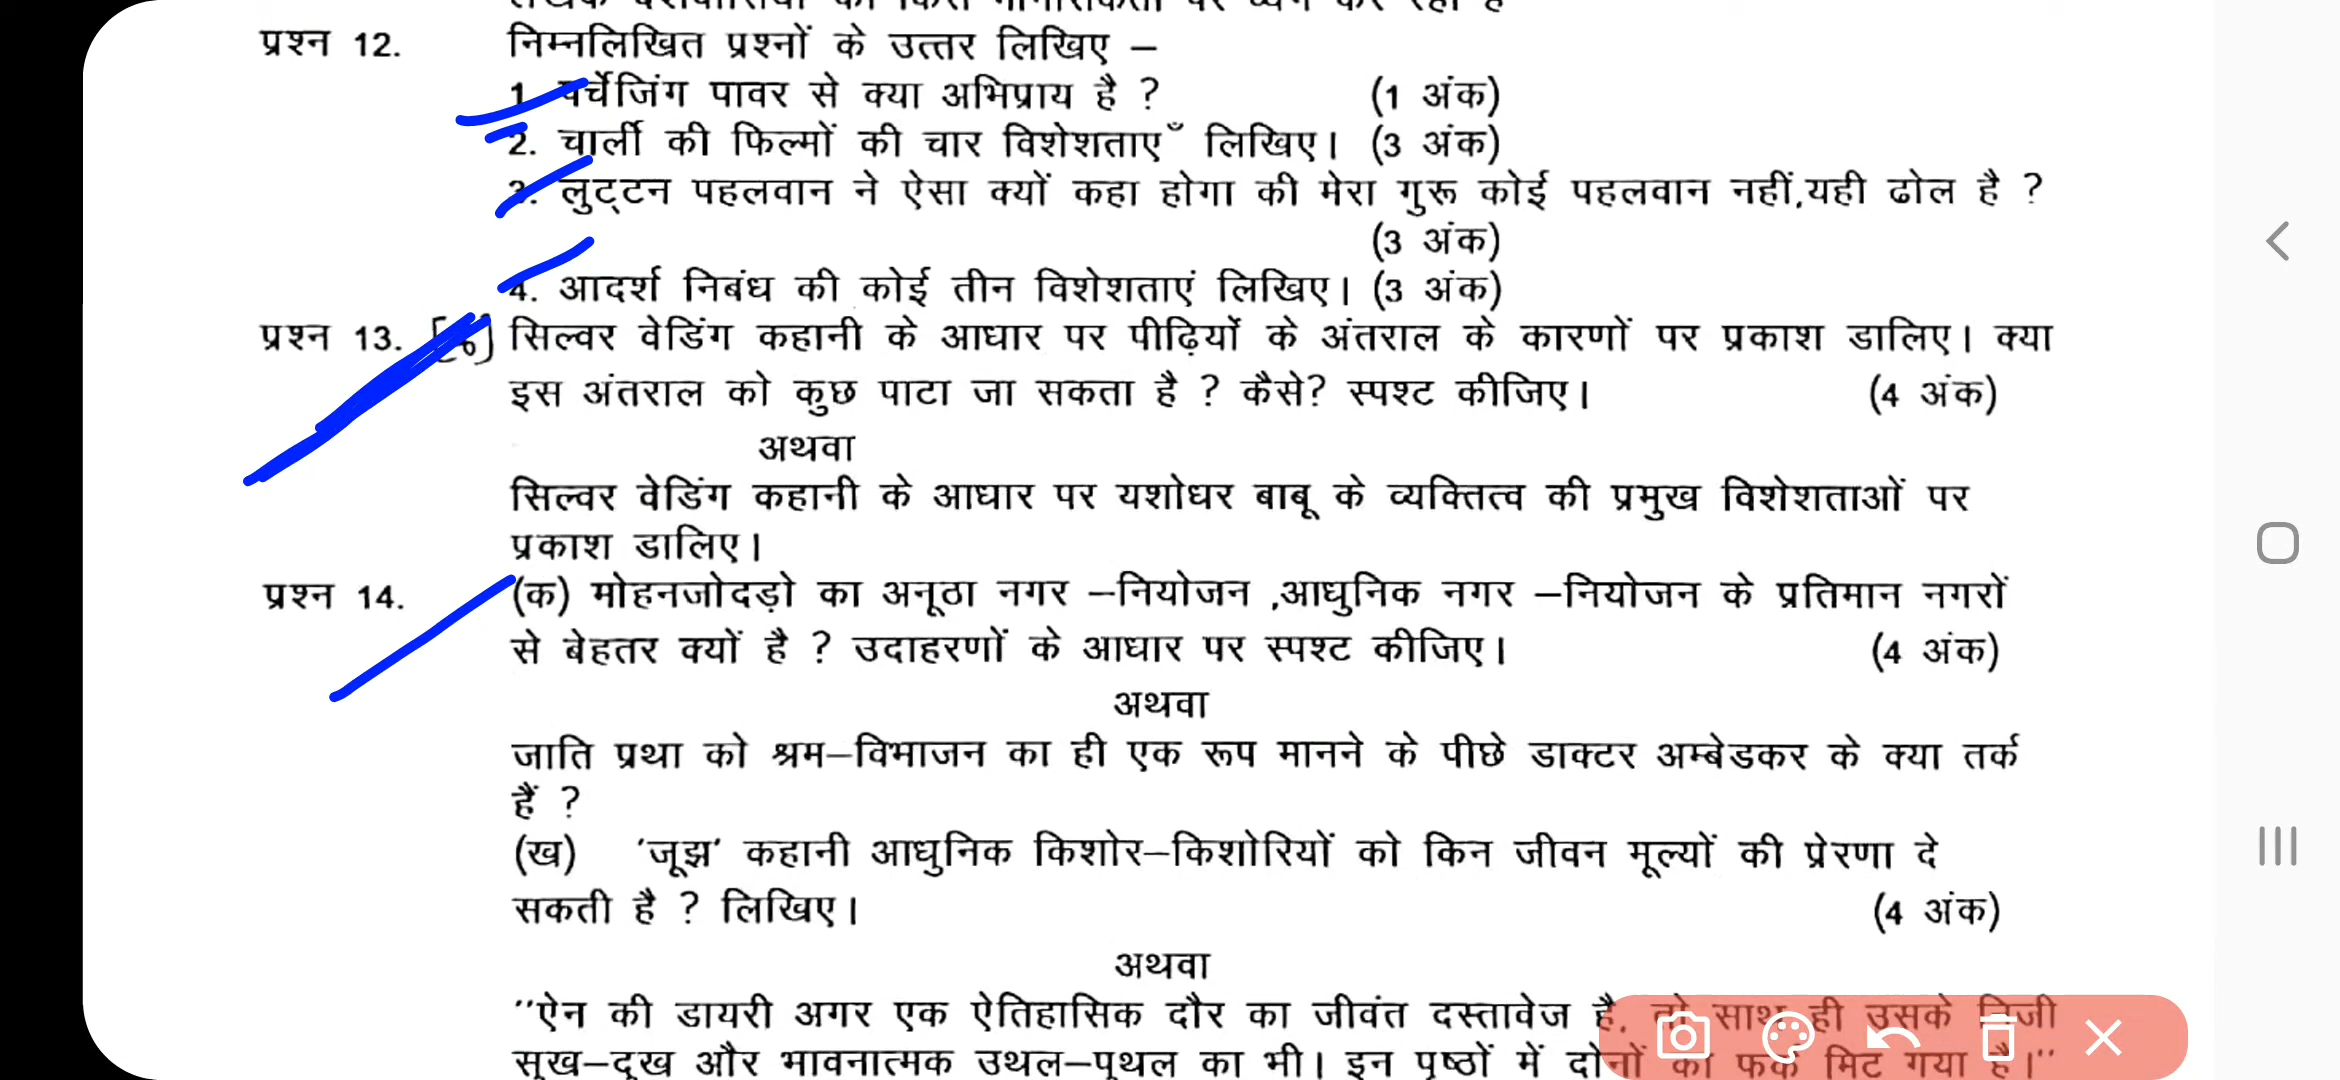 प्रश्न 12. निम्नलिखित प्रश्नों के उत्तर लिखिए –
1. पर्चेजिंग पावर से क्या अभिप्राय है ? (1 अंक)
2. चार्ली की फिल्मों की चार विशेशताएँ लिखिए। (3 अंक)
3. लुट्टन पहलवान ने ऐसा क्यों कहा होगा की मेरा गुरू कोई पहलवान नहीं,यही ढोल है ?
(3 अंक)
4. आदर्श निबंध की कोई तीन विशेशताएं लिखिए। (3 अंक)
प्रश्न 13. सिल्वर वेडिंग कहानी के आधार पर पीढ़ियों के अंतराल के कारणों पर प्रकाश डालिए। क्या
इस अंतराल को कुछ पाटा जा सकता है ? कैसे? स्पश्ट कीजिए। (4 अंक)
अथवा
सिल्वर वेडिंग कहानी के आधार पर यशोधर बाबू के व्यक्तित्व की प्रमुख विशेशताओं पर
प्रकाश डालिए।
प्रश्न 14. (क) मोहनजोदड़ो का अनूठा नगर –नियोजन ,आधुनिक नगर –नियोजन के प्रतिमान नगरों
से बेहतर क्यों है ? उदाहरणों के आधार पर स्पश्ट कीजिए। (4 अंक)
अथवा
जाति प्रथा को श्रम–विभाजन का ही एक रूप मानने के पीछे डाक्टर अम्बेडकर के क्या तर्क
हैं ?
(ख) ’जूझ’ कहानी आधुनिक किशोर–किशोरियों को किन जीवन मूल्यों की प्रेरणा दे
सकती है ? लिखिए। (4 अंक)
अथवा
’’ऐन की डायरी अगर एक ऐतिहासिक दौर का जीवंत दस्तावेज है, तो साथ ही उसके निजी
सुख–दुख और भावनात्मक उथल–पुथल का भी। इन पृष्ठों में दोनों का फर्क मिट गया है।’’